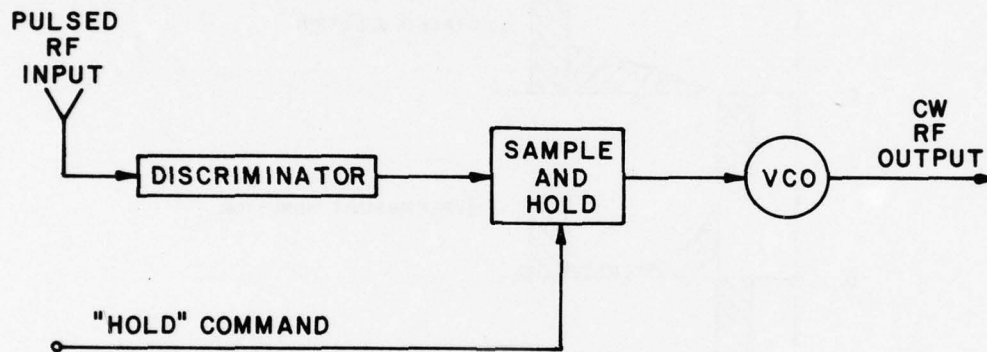 PULSED
RF
INPUT
DISCRIMINATOR
SAMPLE
AND
HOLD
VCO
CW
RF
OUTPUT
"HOLD" COMMAND